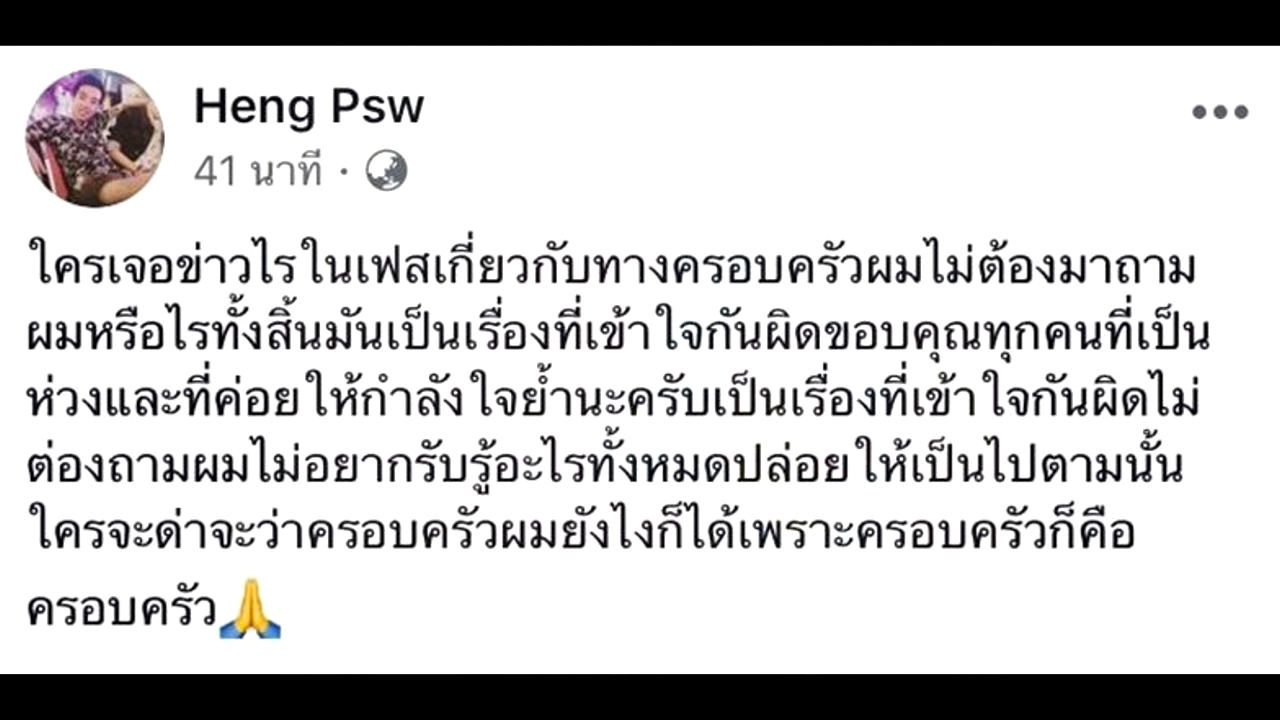 Heng Psw
41 นาที ·
ใครเจอข่าวไรในเฟสเกี่ยวกับทางครอบครัวผมไม่ต้องมาถาม
ผมหรือไรทั้งสิ้นมันเป็นเรื่องที่เข้าใจกันผิดขอบคุณทุกคนที่เป็น
ห่วงและที่ค่อยให้กำลังใจย้ำนะครับเป็นเรื่องที่เข้าใจกันผิดไม่
ต่องถามผมไม่อยากรับรู้อะไรทั้งหมดปล่อยให้เป็นไปตามนั้น
ใครจะด่าจะว่าครอบครัวผมยังไงก็ได้เพราะครอบครัวก็คือ
ครอบครัว🙏